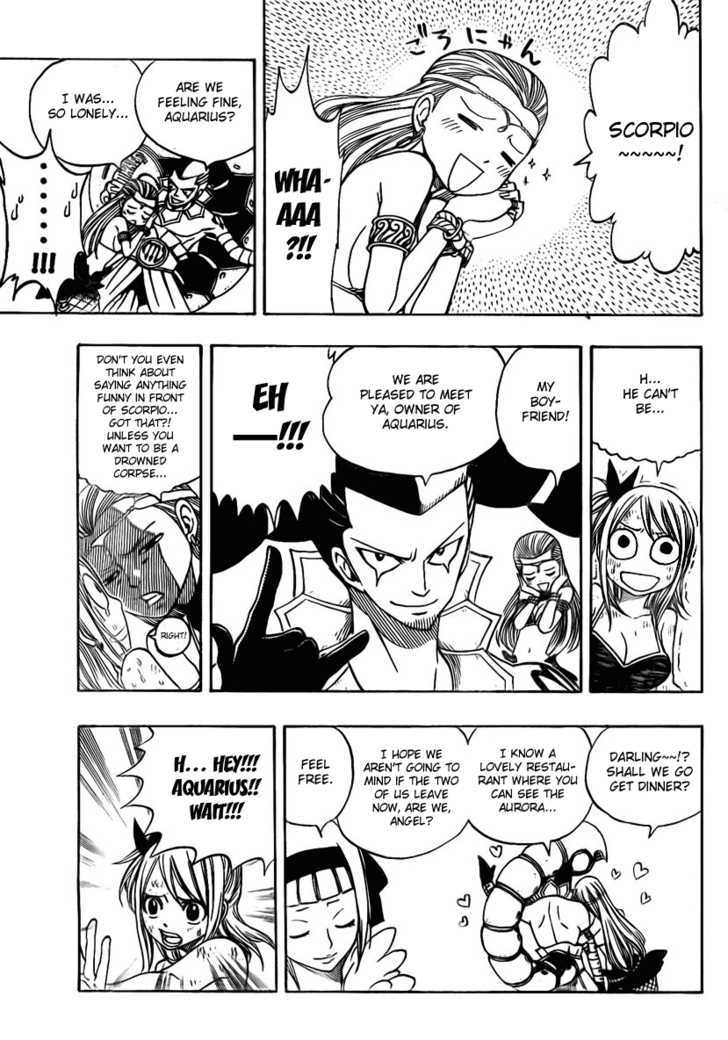 SCORPIO
~~~~~!
ごろにゃん
WHA-
AAA
?!!
ARE WE
FEELING FINE,
AQUARIUS?
I WAS...
SO LONELY...
.....!!!
H...
HE CAN'T
BE...
MY
BOY-
FRIEND!
WE ARE
PLEASED TO MEET
YA, OWNER OF
AQUARIUS.
EH
—!!!
DON'T YOU EVEN
THINK ABOUT
SAYING ANYTHING
FUNNY IN FRONT
OF SCORPIO...
GOT THAT?!
UNLESS YOU
WANT TO BE A
DROWNED
CORPSE...
RIGHT!
DARLING~~!?
SHALL WE GO
GET DINNER?
I KNOW A
LOVELY RESTAU-
RANT WHERE YOU
CAN SEE THE
AURORA...
I HOPE WE
AREN'T GOING TO
MIND IF THE TWO
OF US LEAVE
NOW, ARE WE,
ANGEL?
FEEL
FREE.
H... HEY!!!
AQUARIUS!!
WAIT!!!